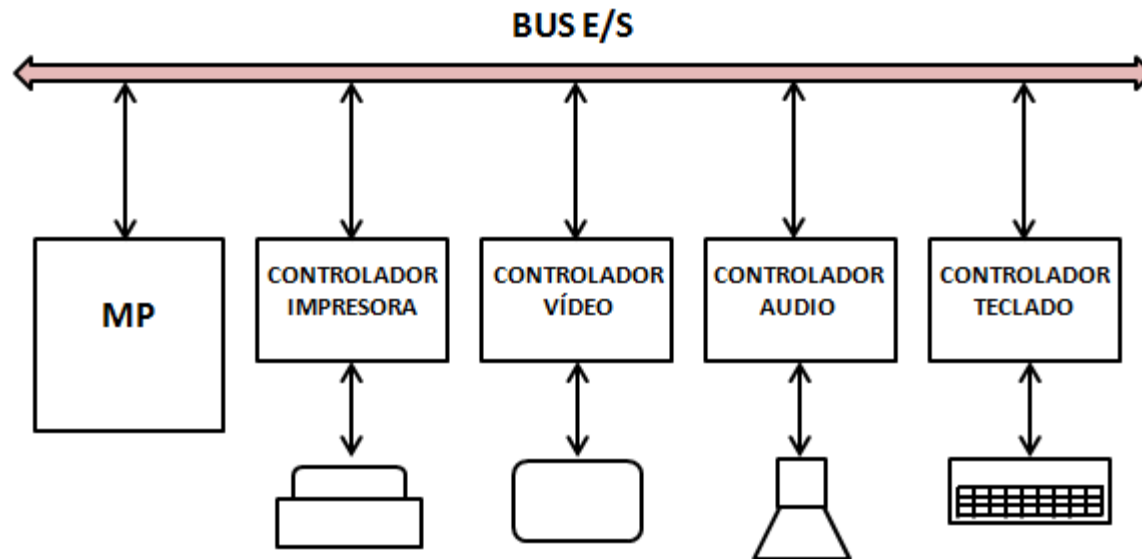 BUS E/S
MP
CONTROLADOR
IMPRESORA
CONTROLADOR
VÍDEO
CONTROLADOR
AUDIO
CONTROLADOR
TECLADO